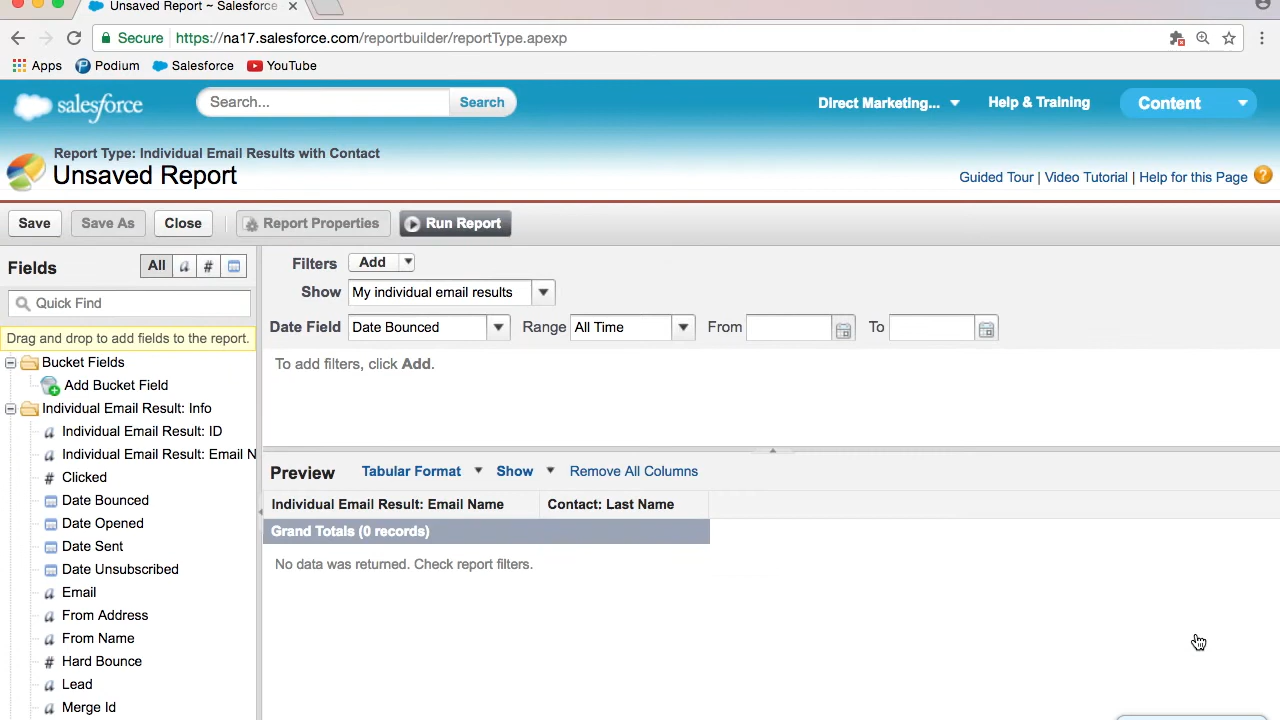 Unsaved Report ~ Salesforce
Secure https://na17.salesforce.com/reportbuilder/reportType.apexp
Apps Podium Salesforce YouTube
salesforce Search... Search Direct Marketing... Help & Training Content
Report Type: Individual Email Results with Contact
Unsaved Report
Guided Tour | Video Tutorial | Help for this Page ?
Save Save As Close Report Properties Run Report
Fields All a #
Quick Find
Drag and drop to add fields to the report.
Bucket Fields
Add Bucket Field
Individual Email Result: Info
a Individual Email Result: ID
a Individual Email Result: Email N
# Clicked
Date Bounced
Date Opened
Date Sent
Date Unsubscribed
a Email
a From Address
a From Name
# Hard Bounce
a Lead
a Merge Id
Filters Add
Show My individual email results
Date Field Date Bounced Range All Time From To
To add filters, click Add.
Preview Tabular Format Show Remove All Columns
Individual Email Result: Email Name Contact: Last Name
Grand Totals (0 records)
No data was returned. Check report filters.